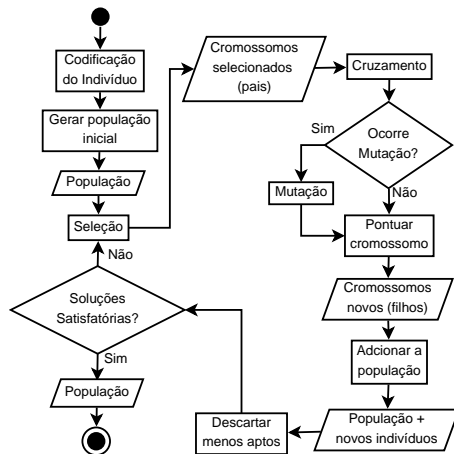 Codificação
do Indivíduo
Gerar população
inicial
População
Seleção
Cromossomos
selecionados
(pais)
Cruzamento
Ocorre
Mutação?
Sim
Não
Mutação
Pontuar
cromossomo
Cromossomos
novos (filhos)
Adcionar a
população
População +
novos indivíduos
Descartar
menos aptos
Soluções
Satisfatórias?
Não
Sim
População